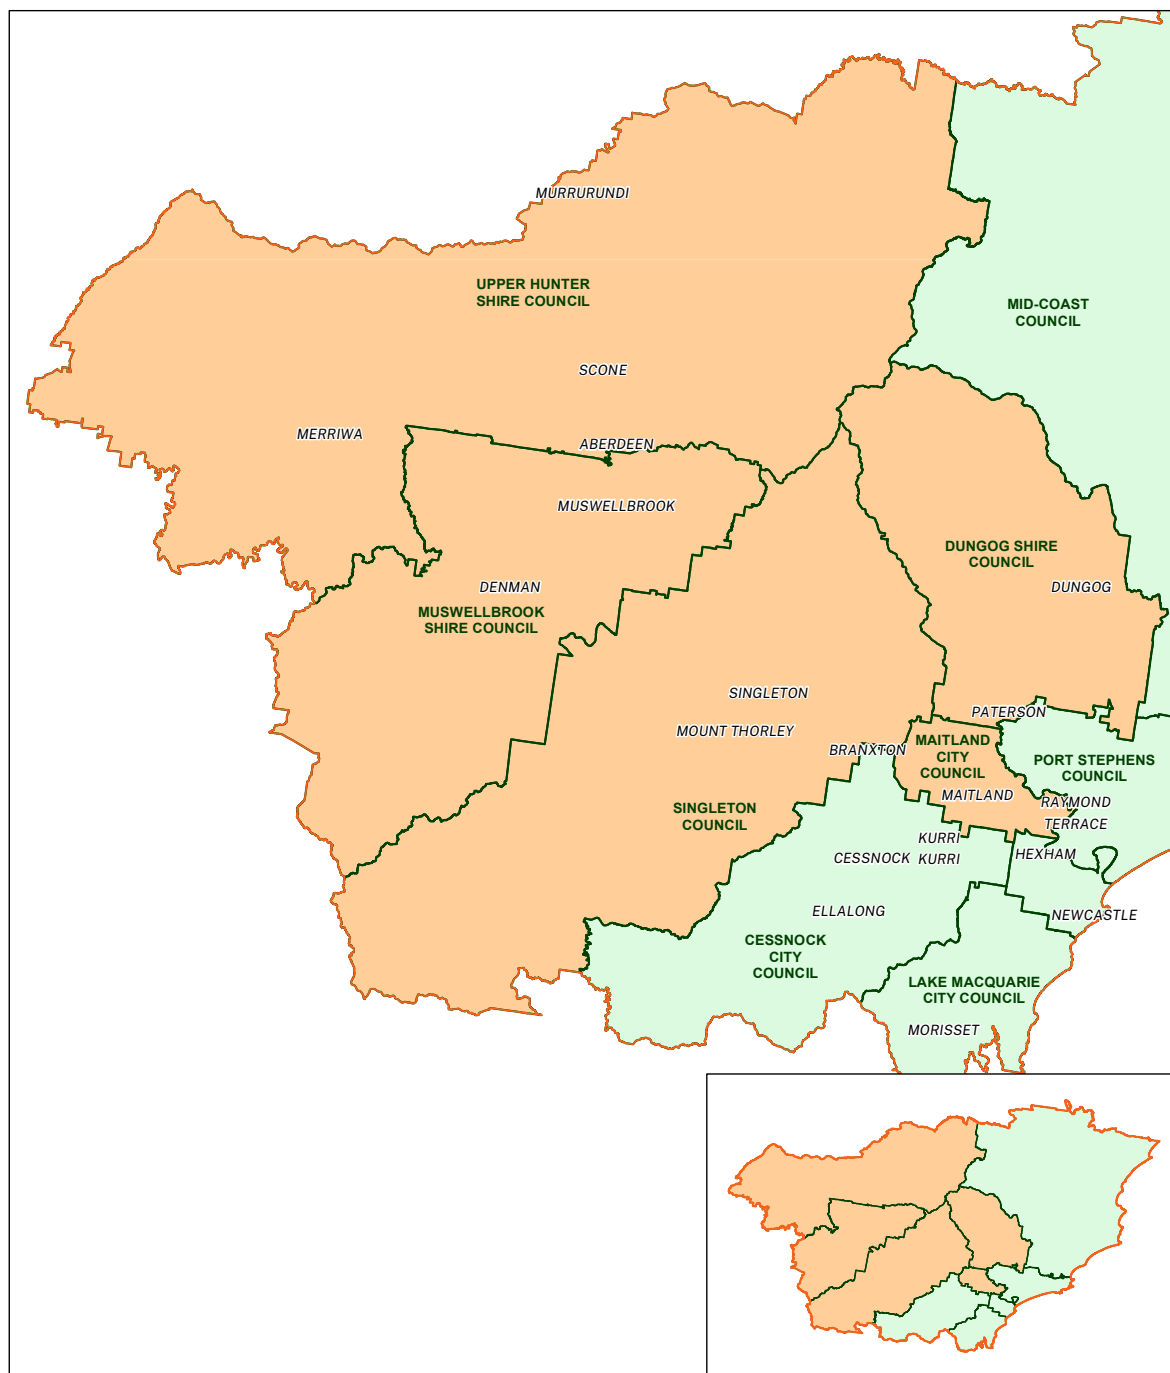 MURRURUNDI
UPPER HUNTER
SHIRE COUNCIL
MID-COAST
COUNCIL
SCONE
MERRIWA
ABERDEEN
MUSWELLBROOK
DUNGOG SHIRE
COUNCIL
DENMAN
DUNGOG
MUSWELLBROOK
SHIRE COUNCIL
SINGLETON
PATERSON
MOUNT THORLEY
BRANXTON
MAITLAND
CITY
COUNCIL
PORT STEPHENS
COUNCIL
MAITLAND
RAYMOND
TERRACE
SINGLETON
COUNCIL
KURRI
KURRI
CESSNOCK
HEXHAM
ELLALONG
NEWCASTLE
CESSNOCK
CITY
COUNCIL
LAKE MACQUARIE
CITY COUNCIL
MORISSET